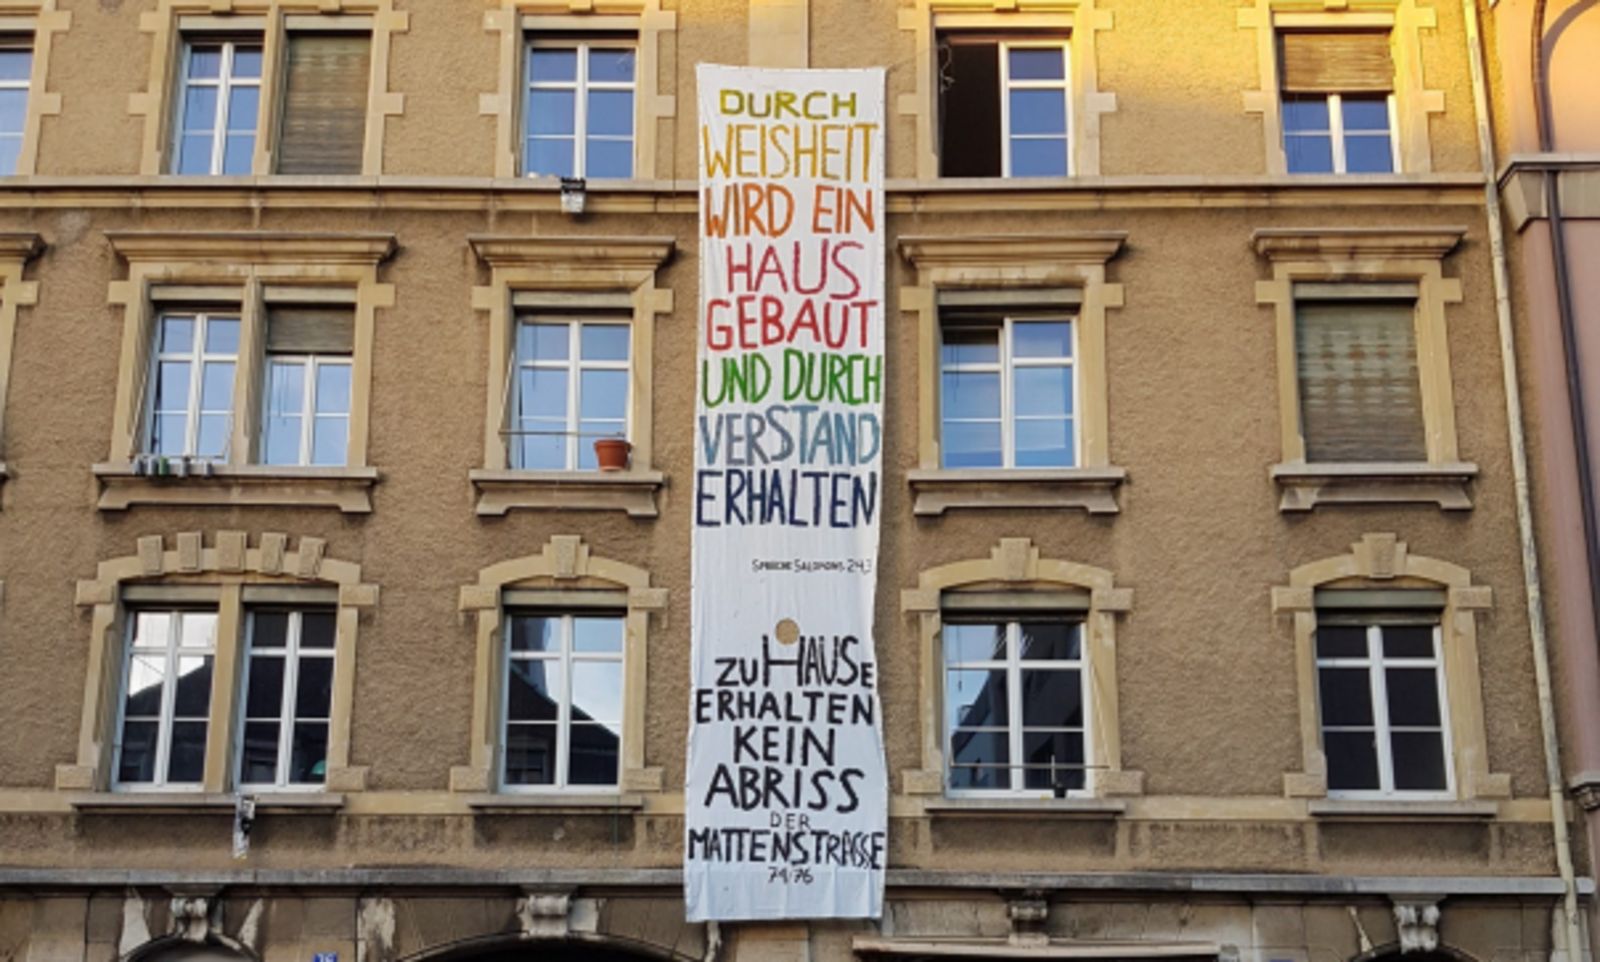 DURCH
WEISHEIT
WIRD EIN
HAUS
GEBAUT
UND DURCH
VERSTAND
ERHALTEN
SPRÜCHE SALOMONS 24,3
ZUHAUSE
ERHALTEN
KEIN
ABRISS
DER
MATTENSTRASSE
74/76